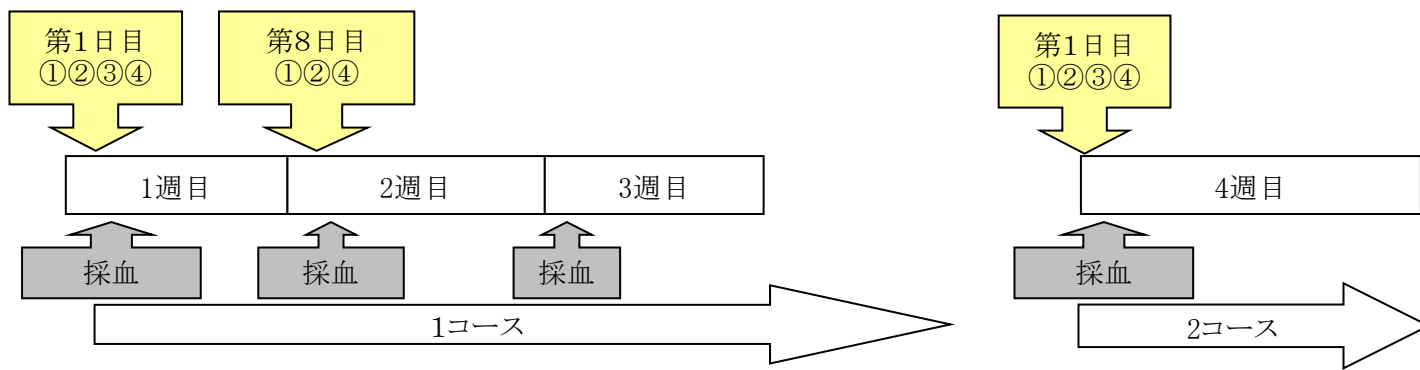 第1日目
①②③④
第8日目
①②④
第1日目
①②③④
1週目
2週目
3週目
4週目
採血
採血
採血
採血
1コース
2コース